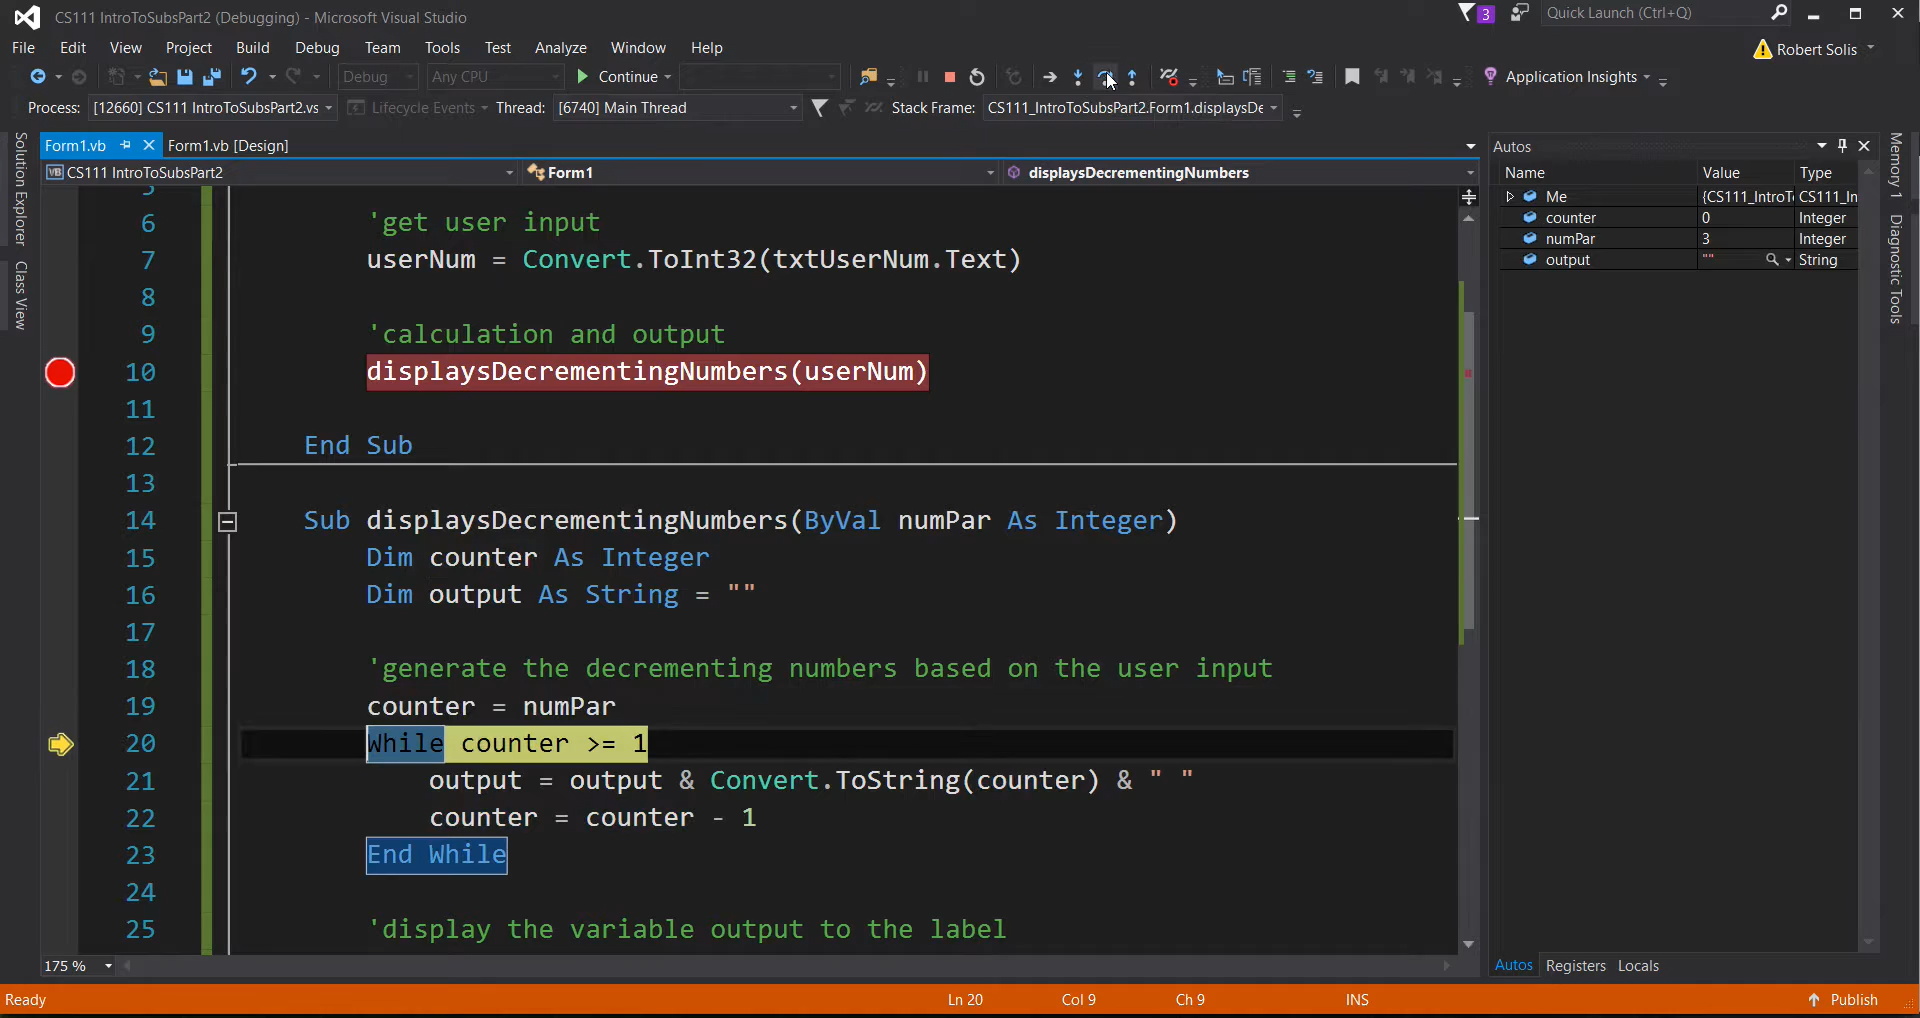 CS111 IntroToSubsPart2 (Debugging) - Microsoft Visual Studio
3
Quick Launch (Ctrl+Q)
File Edit View Project Build Debug Team Tools Test Analyze Window Help
Robert Solis
Debug Any CPU Continue Application Insights
Process: [12660] CS111 IntroToSubsPart2.vs Lifecycle Events Thread: [6740] Main Thread Stack Frame: CS111_IntroToSubsPart2.Form1.displaysDe
Solution Explorer
Class View
Form1.vb Form1.vb [Design]
VB CS111 IntroToSubsPart2 Form1 displaysDecrementingNumbers
6 'get user input
7 userNum = Convert.ToInt32(txtUserNum.Text)
8
9 'calculation and output
10 displaysDecrementingNumbers(userNum)
11
12 End Sub
13
14 Sub displaysDecrementingNumbers(ByVal numPar As Integer)
15 Dim counter As Integer
16 Dim output As String = ""
17
18 'generate the decrementing numbers based on the user input
19 counter = numPar
20 While counter >= 1
21 output = output & Convert.ToString(counter) & " "
22 counter = counter - 1
23 End While
24
25 'display the variable output to the label
175 %
Autos
Name Value Type
Me {CS111_IntroT CS111_In
counter 0 Integer
numPar 3 Integer
output "" String
Autos Registers Locals
Memory 1
Diagnostic Tools
Ready Ln 20 Col 9 Ch 9 INS Publish